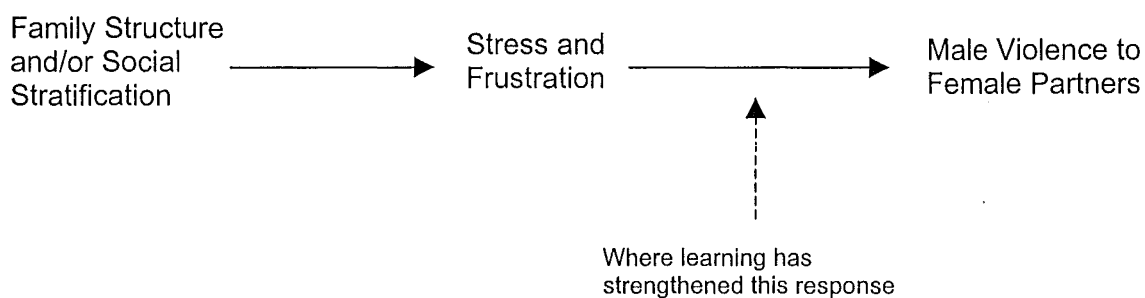 Family Structure
and/or Social
Stratification
Stress and
Frustration
Male Violence to
Female Partners
Where learning has
strengthened this response